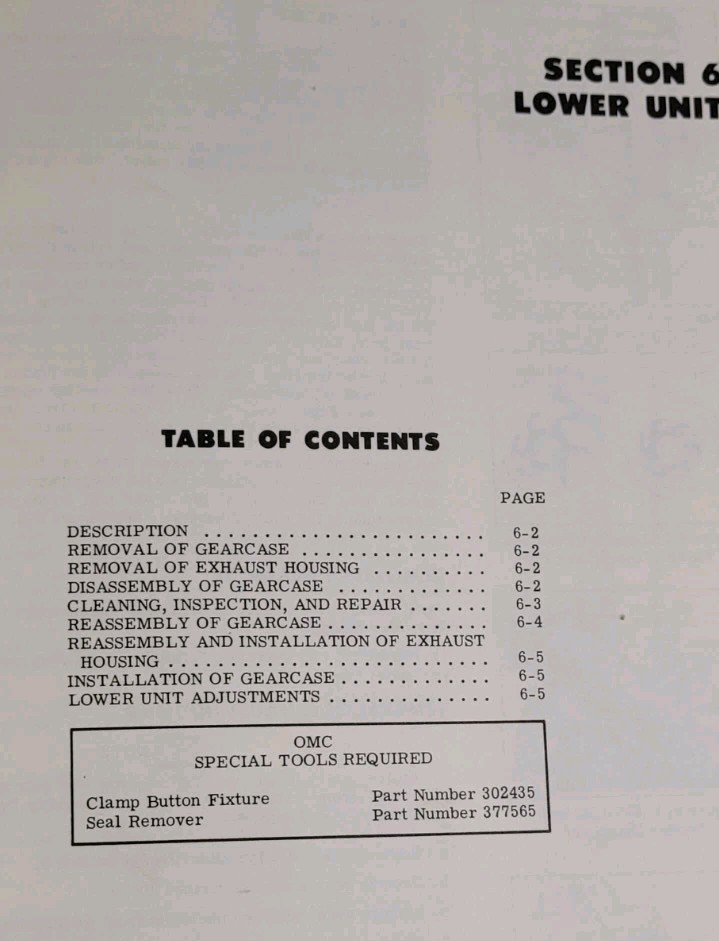 SECTION 6
LOWER UNIT
TABLE OF CONTENTS
PAGE
DESCRIPTION ........................ 6-2
REMOVAL OF GEARCASE ................ 6-2
REMOVAL OF EXHAUST HOUSING .......... 6-2
DISASSEMBLY OF GEARCASE ............. 6-2
CLEANING, INSPECTION, AND REPAIR ....... 6-3
REASSEMBLY OF GEARCASE .............. 6-4
REASSEMBLY AND INSTALLATION OF EXHAUST
HOUSING ........................... 6-5
INSTALLATION OF GEARCASE ............. 6-5
LOWER UNIT ADJUSTMENTS .............. 6-5
OMC
SPECIAL TOOLS REQUIRED
Clamp Button Fixture Part Number 302435
Seal Remover Part Number 377565